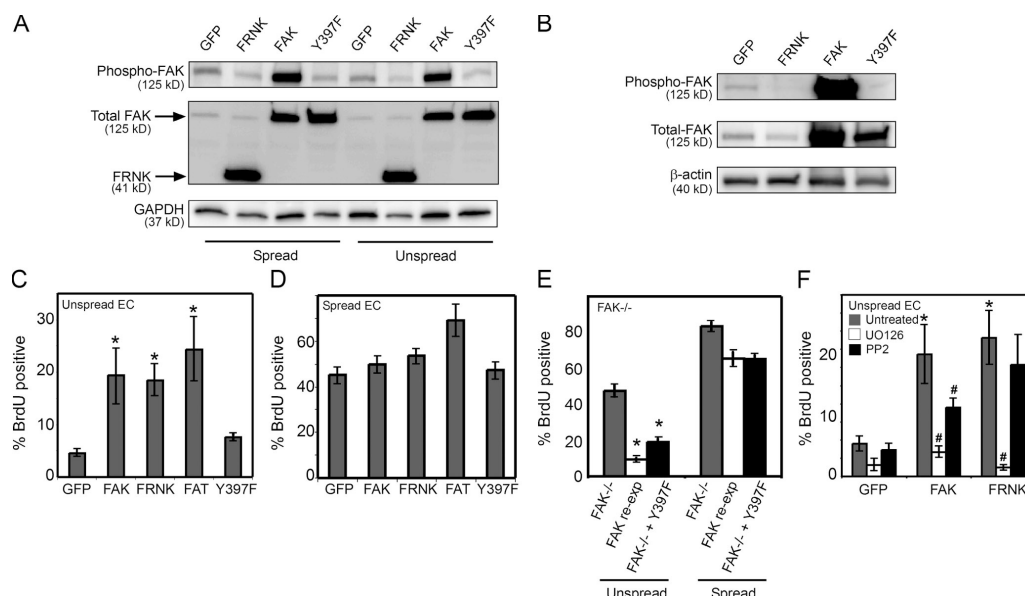 A
GFP FRNK FAK Y397F GFP FRNK FAK Y397F
Phospho-FAK
(125 kD)
Total FAK
(125 kD)
FRNK
(41 kD)
GAPDH
(37 kD)
Spread Unspread
B
GFP FRNK FAK Y397F
Phospho-FAK
(125 kD)
Total-FAK
(125 kD)
β-actin
(40 kD)
C
Unspread EC
% BrdU positive
30
20
10
0
* * *
GFP FAK FRNK FAT Y397F
D
Spread EC
% BrdU positive
60
40
20
0
GFP FAK FRNK FAT Y397F
E
FAK-/-
% BrdU positive
80
60
40
20
0
* *
FAK-/- FAK re-exp FAK-/- + Y397F FAK-/- FAK re-exp FAK-/- + Y397F
Unspread Spread
F
Unspread EC
Untreated
UO126
PP2
% BrdU positive
20
10
0
* # # * #
GFP FAK FRNK